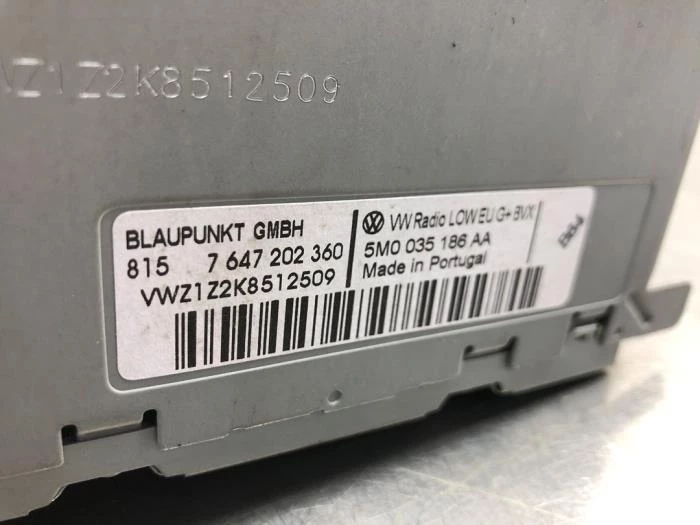 WZ1Z2K8512509
BLAUPUNKT GMBH
815 7 647 202 360
VWZ1Z2K8512509
VW Radio LOW EU G+ BVX
5M0 035 186 AA
Made in Portugal